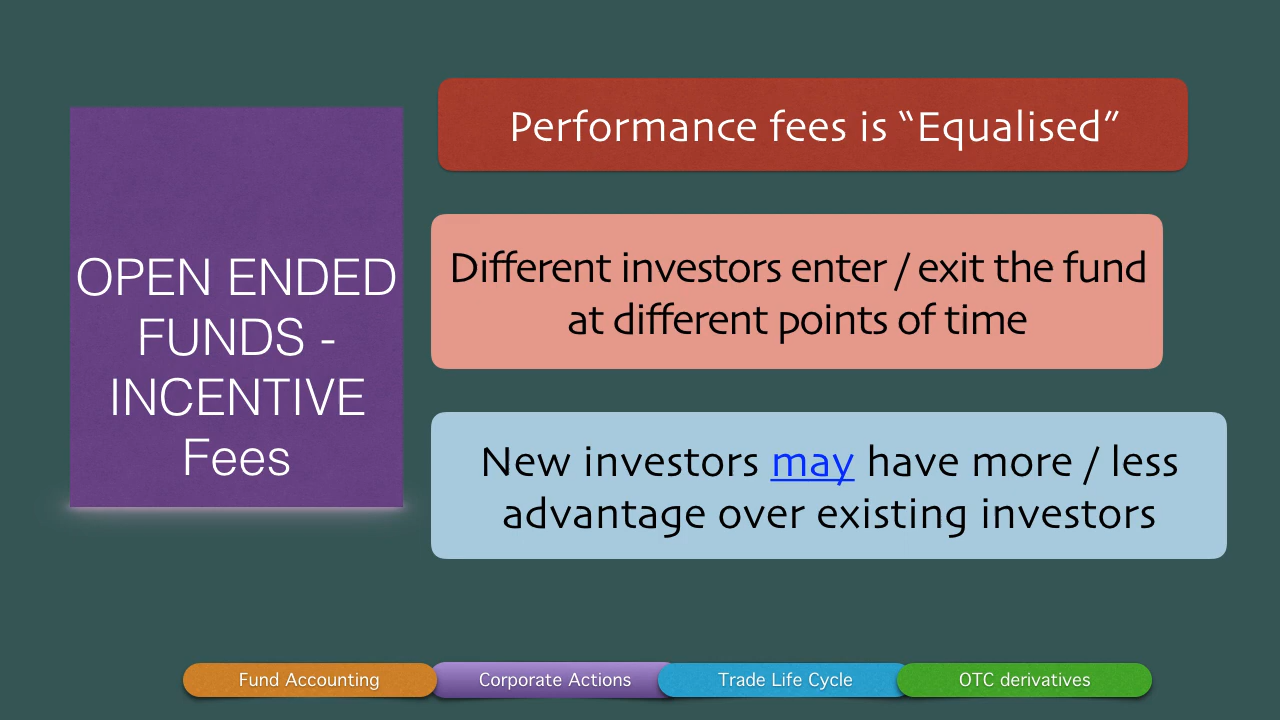 OPEN ENDED
FUNDS -
INCENTIVE
Fees
Performance fees is “Equalised”
Different investors enter / exit the fund
at different points of time
New investors may have more / less
advantage over existing investors
Fund Accounting
Corporate Actions
Trade Life Cycle
OTC derivatives